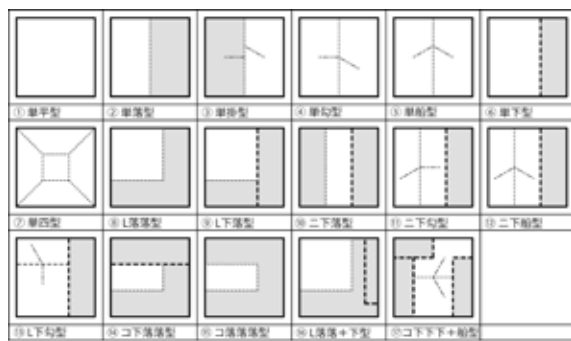 ① 単平型
② 単落型
③ 単掛型
④ 単勾型
⑤ 単船型
⑥ 単下型
⑦ 単四型
⑧ L落落型
⑨ L下落型
⑩ 二下落型
⑪ 二下勾型
⑫ 二下船型
⑬ L下勾型
⑭ コ下落落型
⑮ コ落落落型
⑯ L落落+下型
⑰ コ下下下+船型